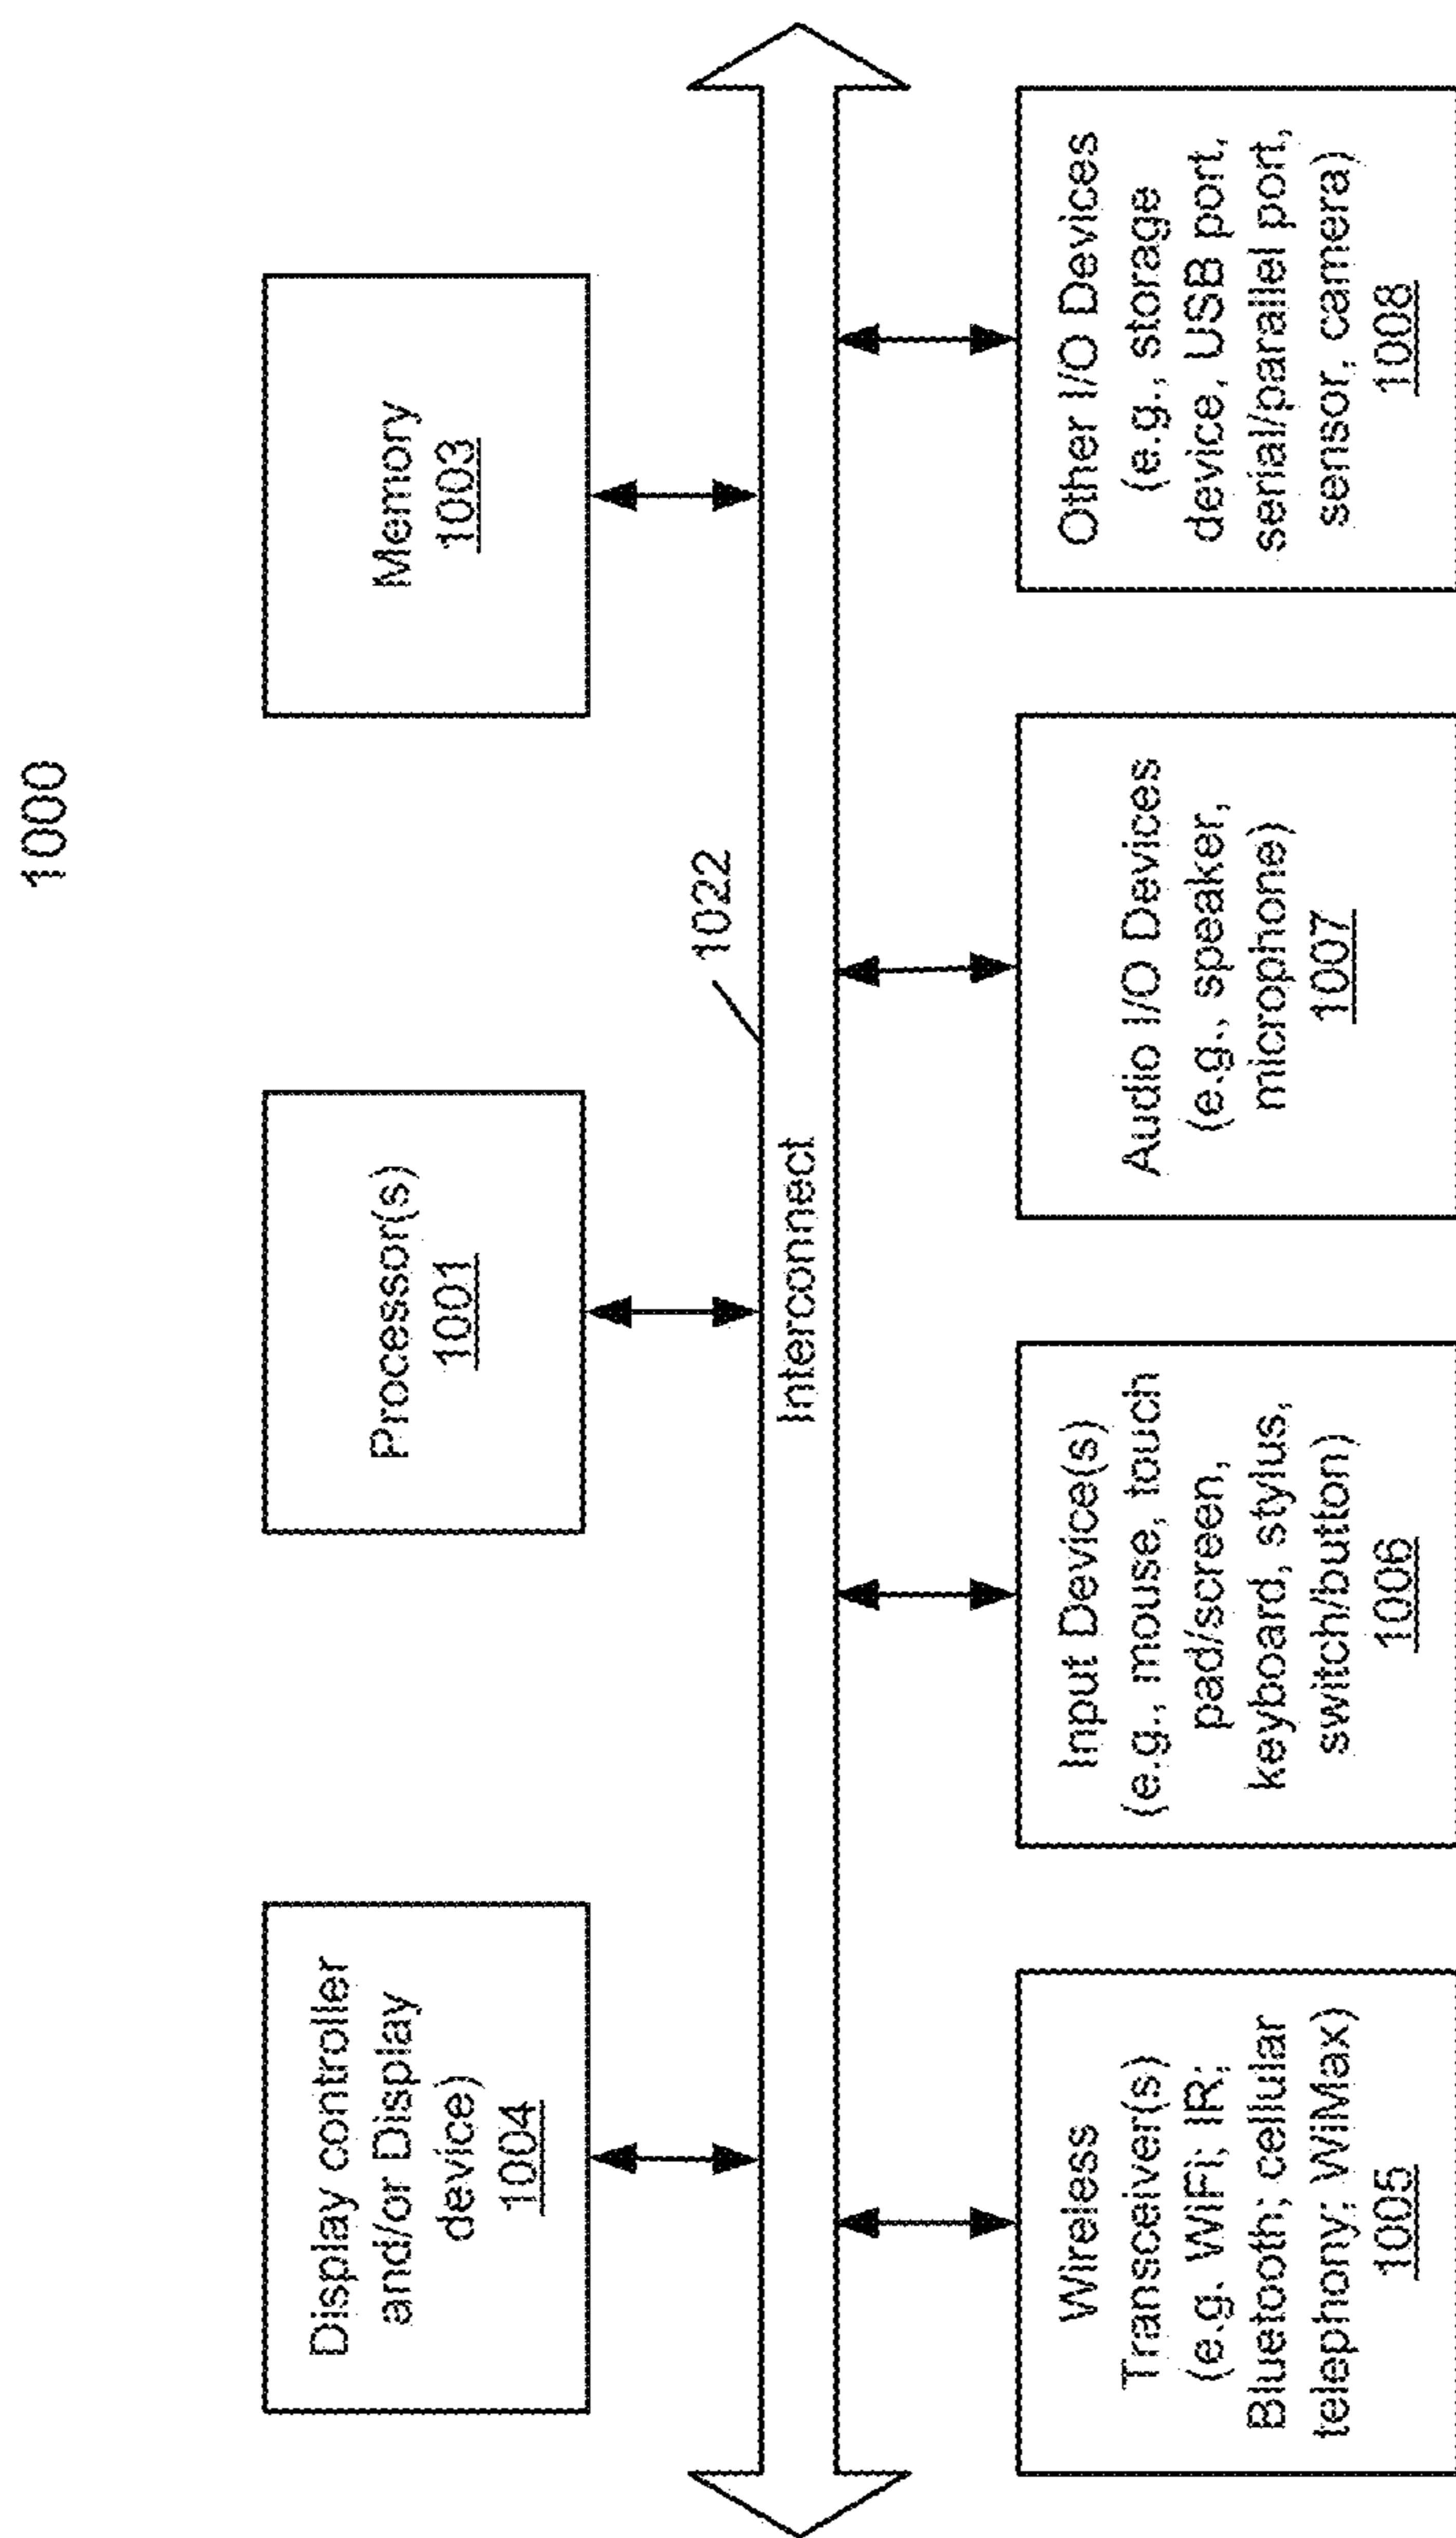 1000
Display controller
and/or Display
device)
1004
Processor(s)
1001
Memory
1003
1022
Interconnect
Wireless
Transceiver(s)
(e.g. WiFi; IR;
Bluetooth; cellular
telephony; WiMax)
1005
Input Device(s)
(e.g., mouse, touch
pad/screen,
keyboard, stylus,
switch/button)
1006
Audio I/O Devices
(e.g., speaker,
microphone)
1007
Other I/O Devices
(e.g., storage
device, USB port,
serial/parallel port,
sensor, camera)
1008